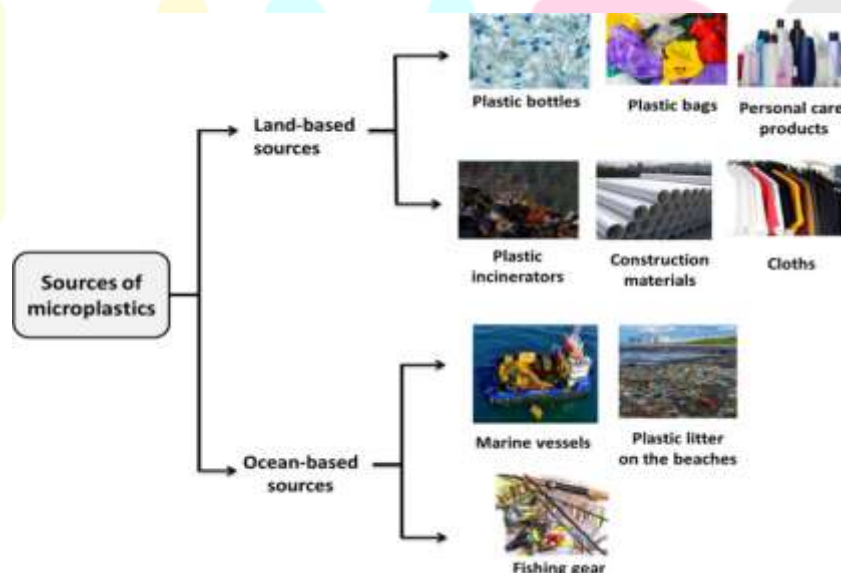 Plastic bottles
Plastic bags
Personal care
products
Land-based
sources
Plastic
incinerators
Construction
materials
Cloths
Sources of
microplastics
Marine vessels
Plastic litter
on the beaches
Ocean-based
sources
Fishing gear